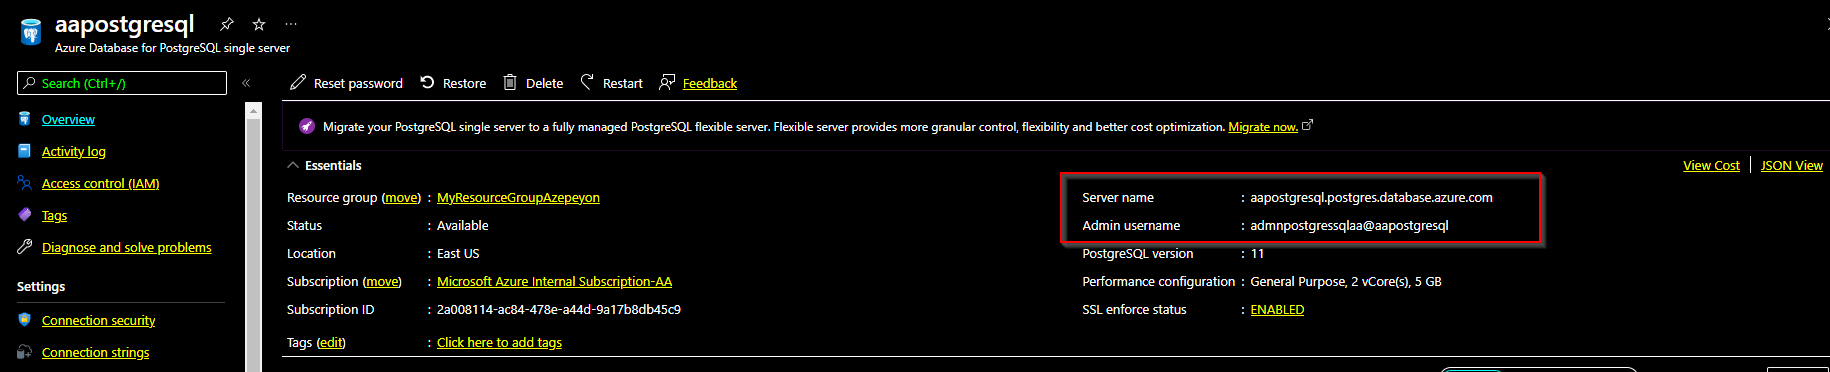 aapostgresql
Azure Database for PostgreSQL single server
Search (Ctrl+/)
Overview
Activity log
Access control (IAM)
Tags
Diagnose and solve problems
Settings
Connection security
Connection strings
Reset password Restore Delete Restart Feedback
Migrate your PostgreSQL single server to a fully managed PostgreSQL flexible server. Flexible server provides more granular control, flexibility and better cost optimization. Migrate now.
Essentials
View Cost JSON View
Resource group (move) : MyResourceGroupAzepeyon
Status : Available
Location : East US
Subscription (move) : Microsoft Azure Internal Subscription-AA
Subscription ID : 2a008114-ac84-478e-a44d-9a17b8db45c9
Tags (edit) : Click here to add tags
Server name : aapostgresql.postgres.database.azure.com
Admin username : admnpostgressqlaa@aapostgresql
PostgreSQL version : 11
Performance configuration : General Purpose, 2 vCore(s), 5 GB
SSL enforce status : ENABLED